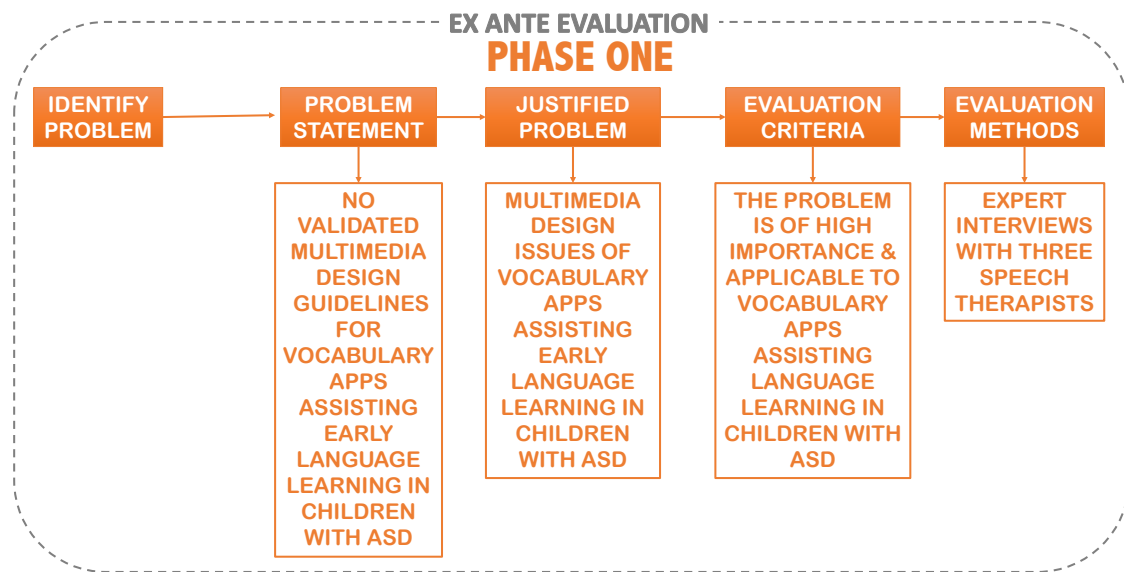 EX ANTE EVALUATION
PHASE ONE
IDENTIFY
PROBLEM
PROBLEM
STATEMENT
JUSTIFIED
PROBLEM
EVALUATION
CRITERIA
EVALUATION
METHODS
NO
VALIDATED
MULTIMEDIA
DESIGN
GUIDELINES
FOR
VOCABULARY
APPS
ASSISTING
EARLY
LANGUAGE
LEARNING IN
CHILDREN
WITH ASD
MULTIMEDIA
DESIGN
ISSUES OF
VOCABULARY
APPS
ASSISTING
EARLY
LANGUAGE
LEARNING IN
CHILDREN
WITH ASD
THE PROBLEM
IS OF HIGH
IMPORTANCE &
APPLICABLE TO
VOCABULARY
APPS
ASSISTING
LANGUAGE
LEARNING IN
CHILDREN WITH
ASD
EXPERT
INTERVIEWS
WITH THREE
SPEECH
THERAPISTS